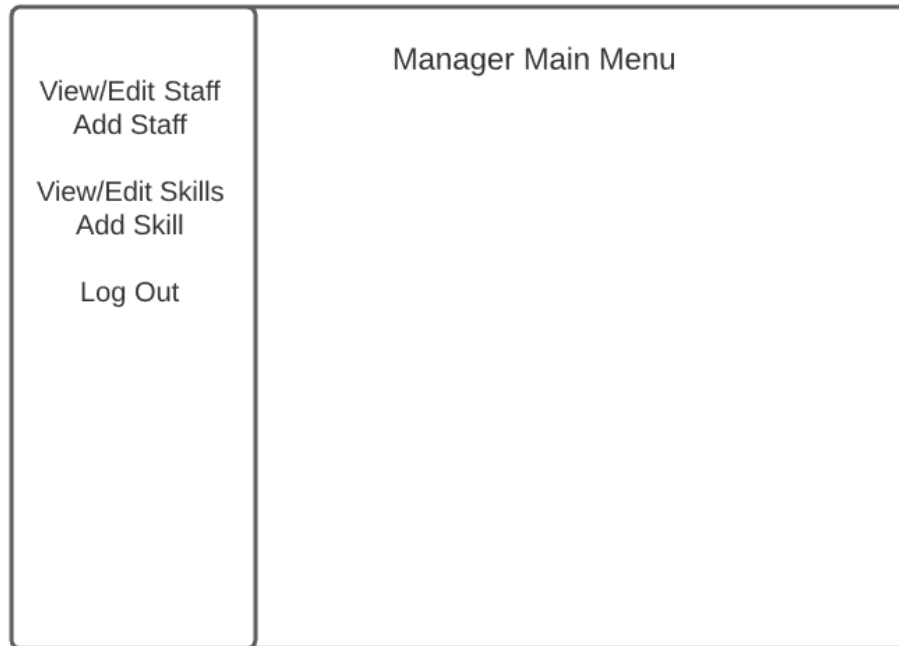 Manager Main Menu
View/Edit Staff
Add Staff
View/Edit Skills
Add Skill
Log Out